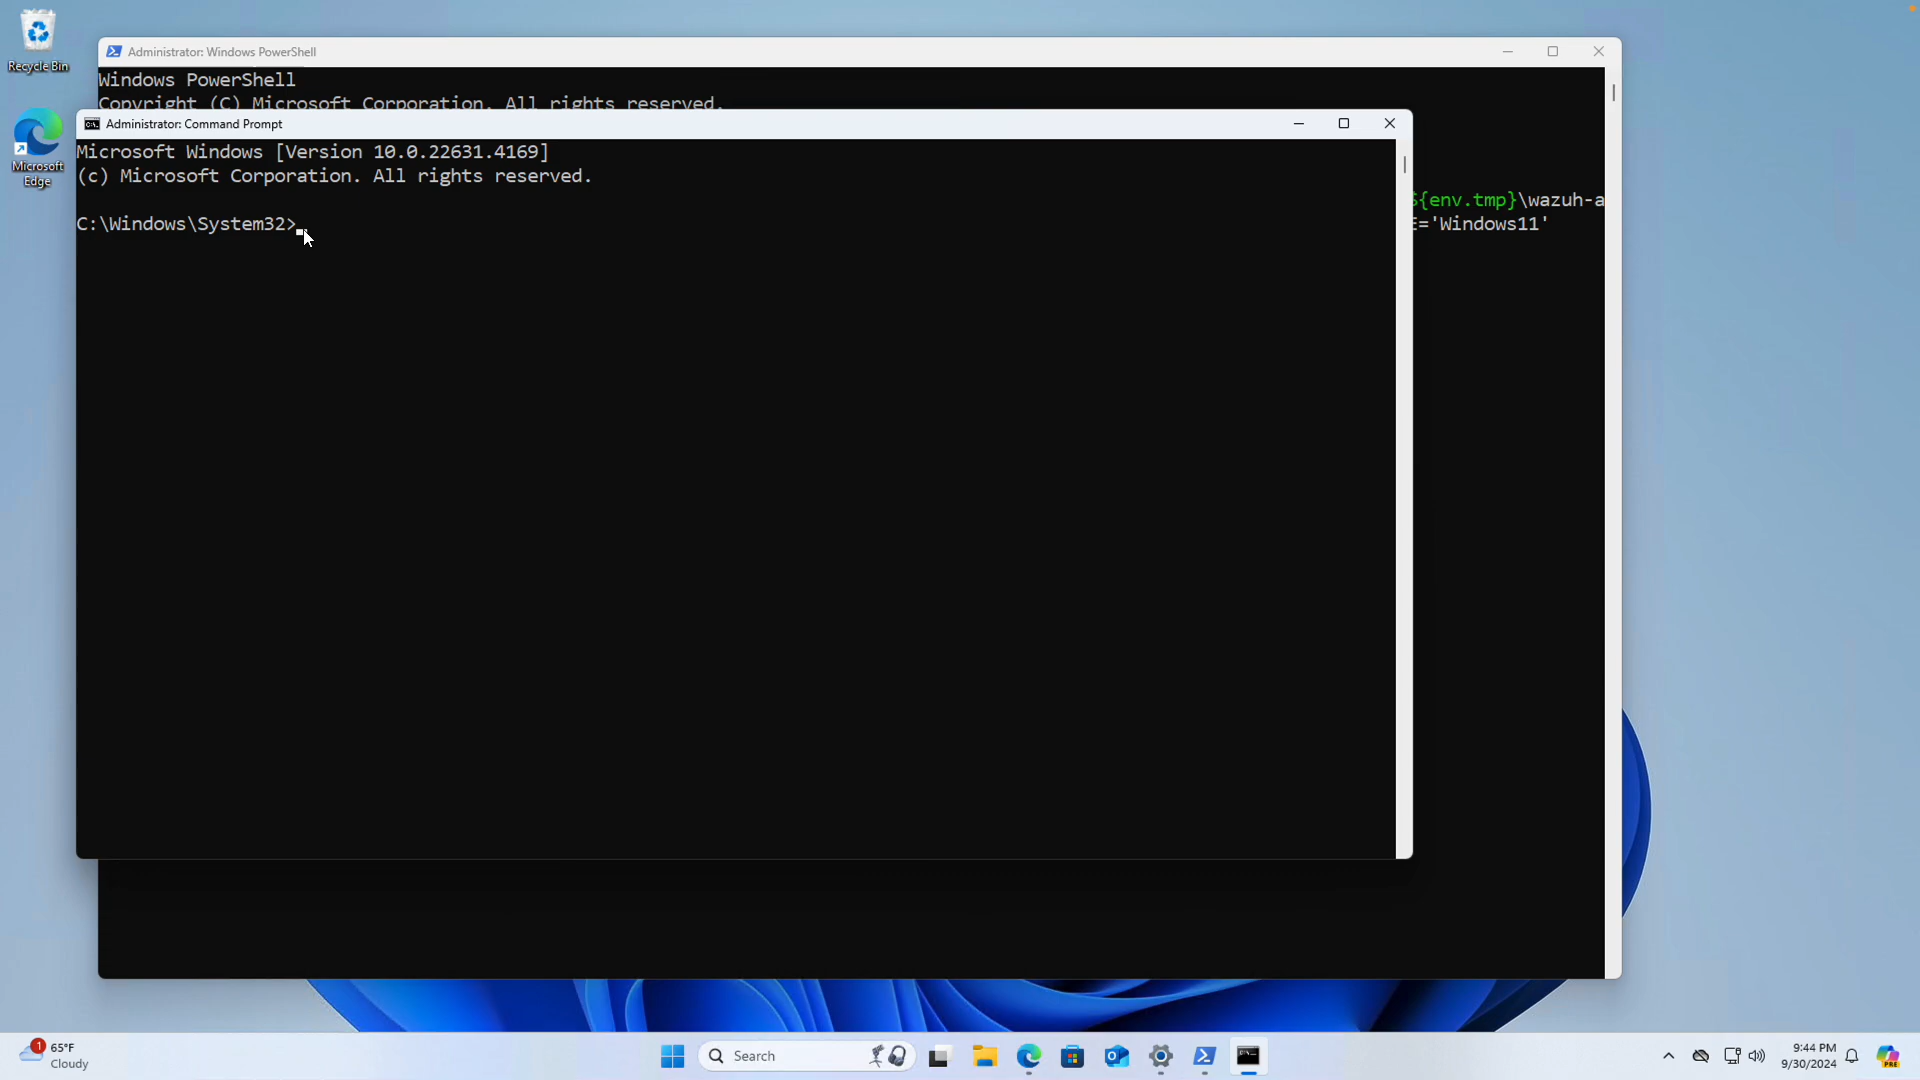 Recycle Bin
Microsoft
Edge
Administrator: Windows PowerShell
Windows PowerShell
Copyright (C) Microsoft Corporation. All rights reserved.
${env.tmp}\wazuh-a
='Windows11'
Administrator: Command Prompt
Microsoft Windows [Version 10.0.22631.4169]
(c) Microsoft Corporation. All rights reserved.
C:\Windows\System32>
1
65°F
Cloudy
Search
9:44 PM
9/30/2024
PRE